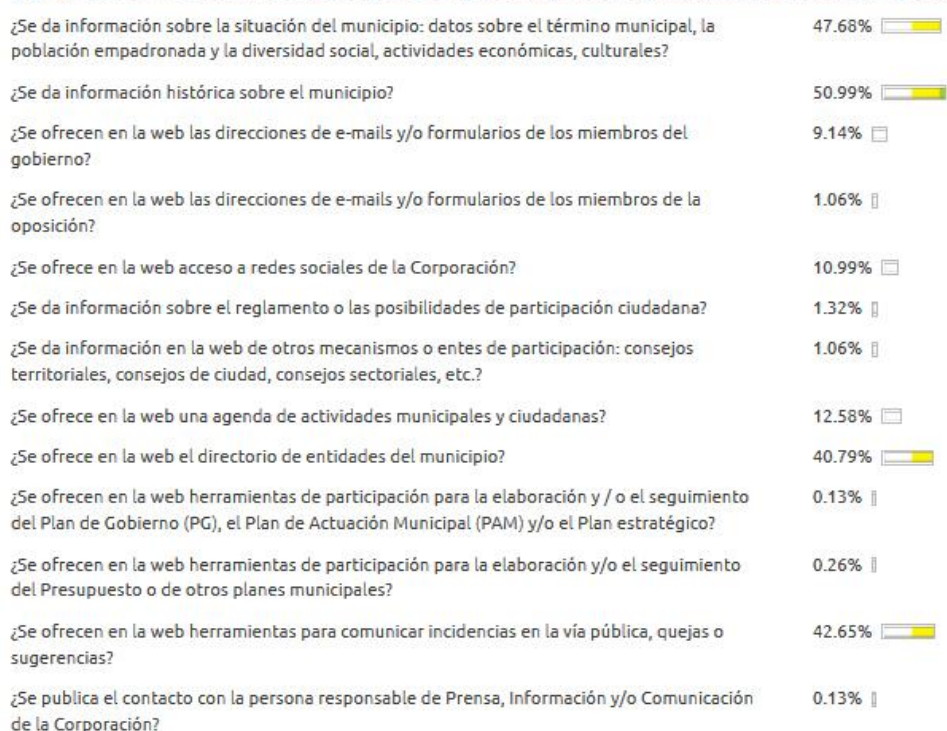 ¿Se da información sobre la situación del municipio: datos sobre el término municipal, la 47.68%
población empadronada y la diversidad social, actividades económicas, culturales?
¿Se da información histórica sobre el municipio? 50.99%
¿Se ofrecen en la web las direcciones de e-mails y/o formularios de los miembros del 9.14%
gobierno?
¿Se ofrecen en la web las direcciones de e-mails y/o formularios de los miembros de la 1.06%
oposición?
¿Se ofrece en la web acceso a redes sociales de la Corporación? 10.99%
¿Se da información sobre el reglamento o las posibilidades de participación ciudadana? 1.32%
¿Se da información en la web de otros mecanismos o entes de participación: consejos 1.06%
territoriales, consejos de ciudad, consejos sectoriales, etc.?
¿Se ofrece en la web una agenda de actividades municipales y ciudadanas? 12.58%
¿Se ofrece en la web el directorio de entidades del municipio? 40.79%
¿Se ofrecen en la web herramientas de participación para la elaboración y / o el seguimiento 0.13%
del Plan de Gobierno (PG), el Plan de Actuación Municipal (PAM) y/o el Plan estratégico?
¿Se ofrecen en la web herramientas de participación para la elaboración y/o el seguimiento 0.26%
del Presupuesto o de otros planes municipales?
¿Se ofrecen en la web herramientas para comunicar incidencias en la vía pública, quejas o 42.65%
sugerencias?
¿Se publica el contacto con la persona responsable de Prensa, Información y/o Comunicación 0.13%
de la Corporación?